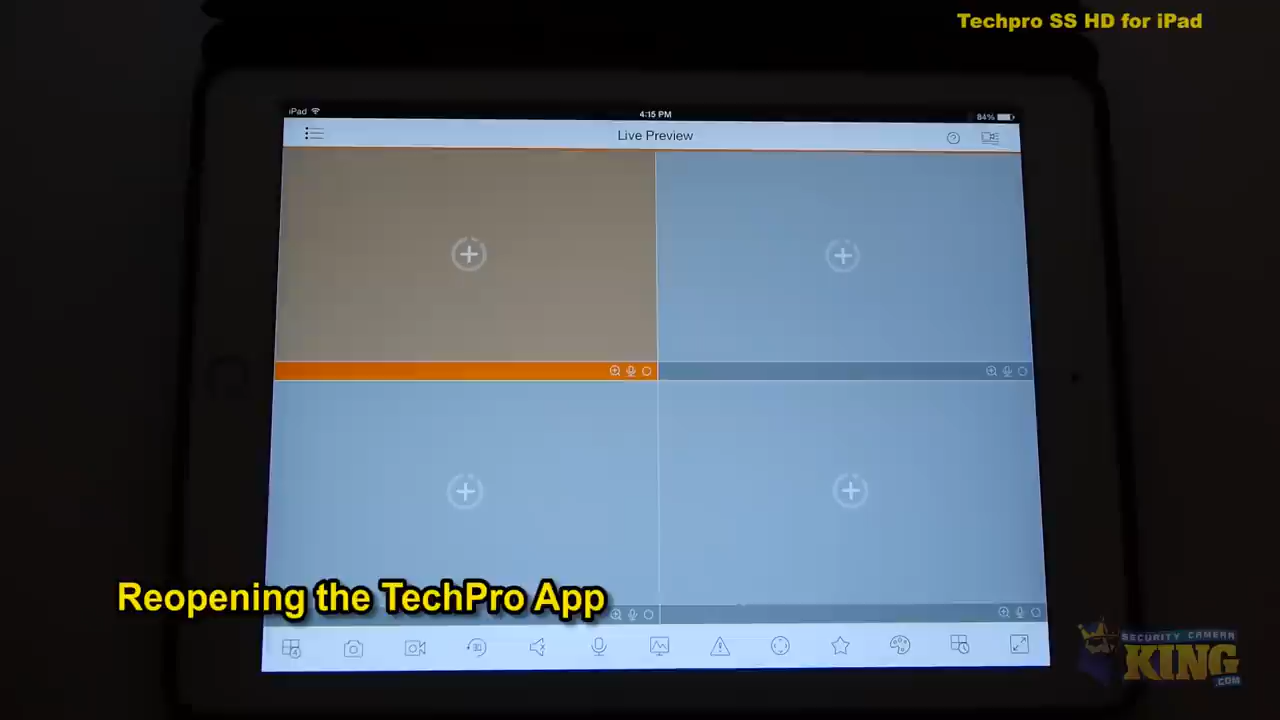 Techpro SS HD for iPad
iPad
4:15 PM
84%
Live Preview
Reopening the TechPro App
4
SECURITY CAMERA
KING
.COM